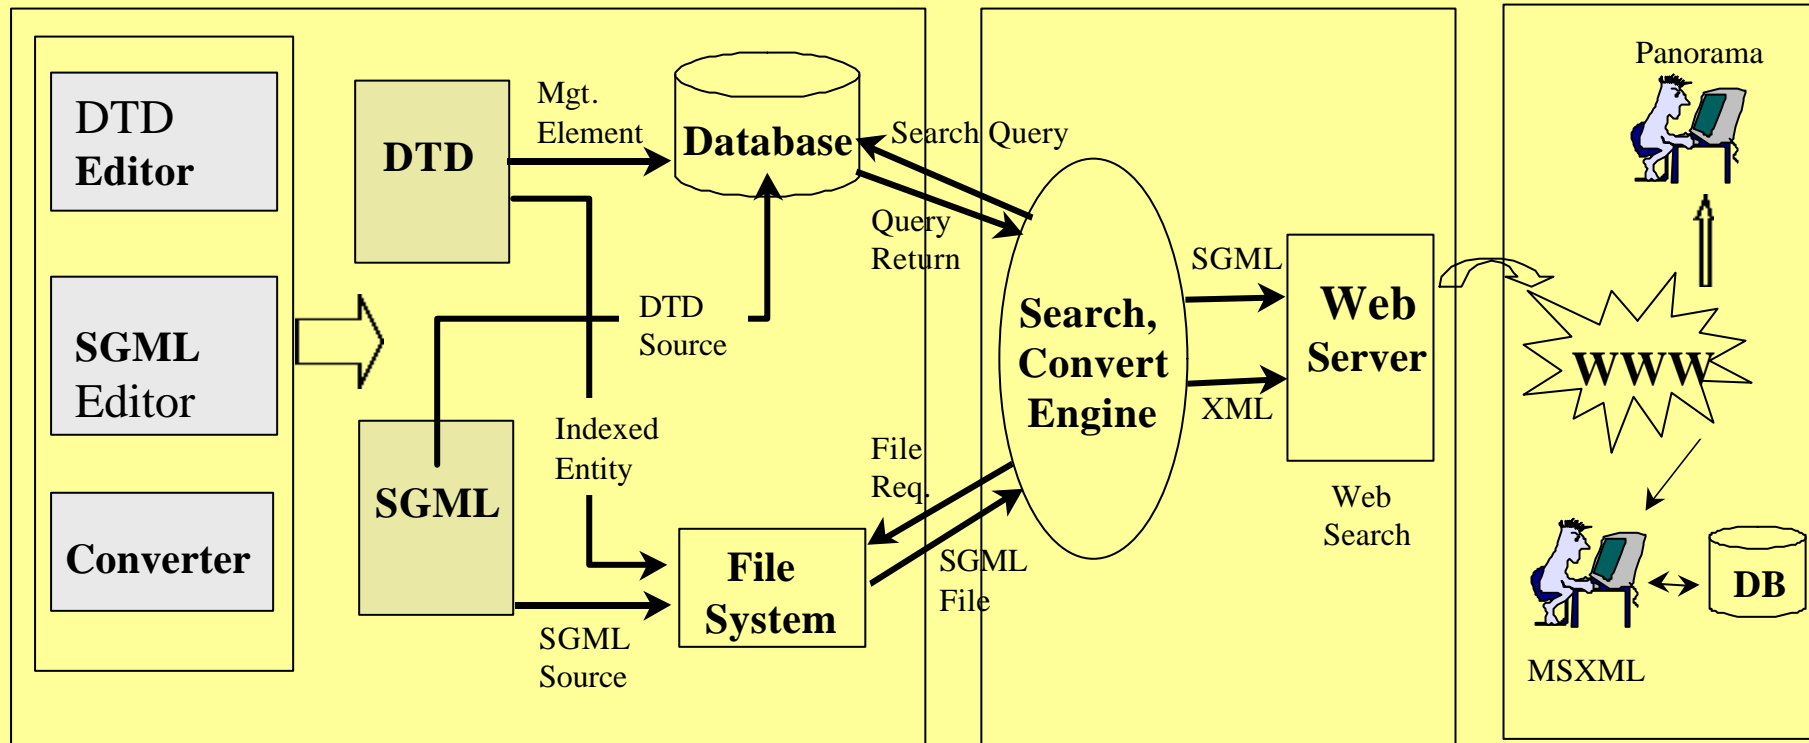 DTD
Editor
SGML
Editor
Converter
DTD
SGML
Mgt.
Element
Database
DTD
Source
Indexed
Entity
SGML
Source
File
System
Search Query
Query
Return
File
Req.
SGML
File
Search,
Convert
Engine
SGML
XML
Web
Server
Web
Search
Panorama
WWW
DB
MSXML